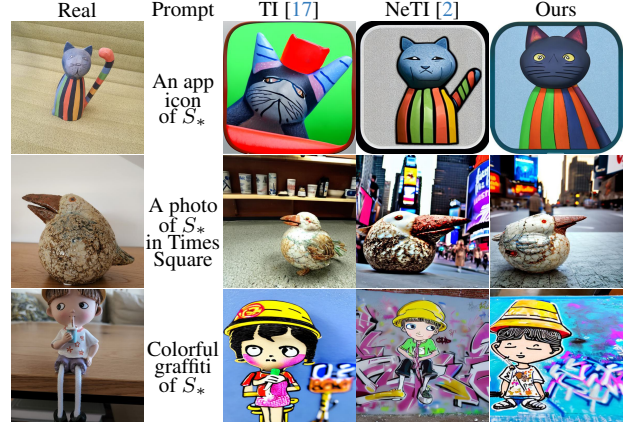 Real Prompt TI [17] NeTI [2] Ours
An app
icon
of S*
A photo
of S*
in Times
Square
Colorful
graffiti
of S*